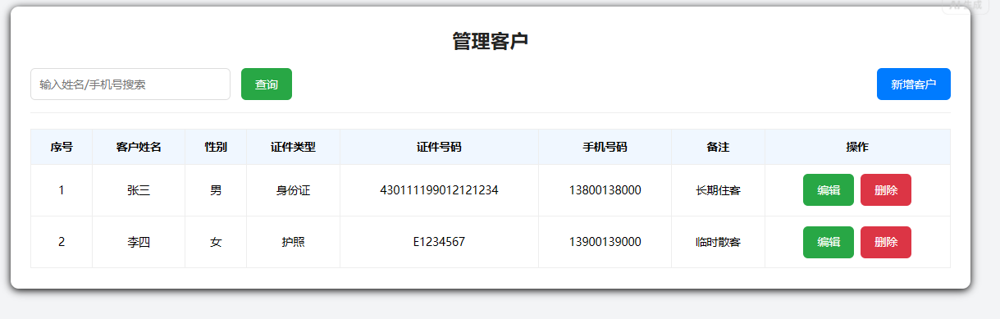 管理客户
输入姓名/手机号搜索 查询 新增客户
序号 客户姓名 性别 证件类型 证件号码 手机号码 备注 操作
1 张三 男 身份证 430111199012121234 13800138000 长期住客 编辑 删除
2 李四 女 护照 E1234567 13900139000 临时散客 编辑 删除